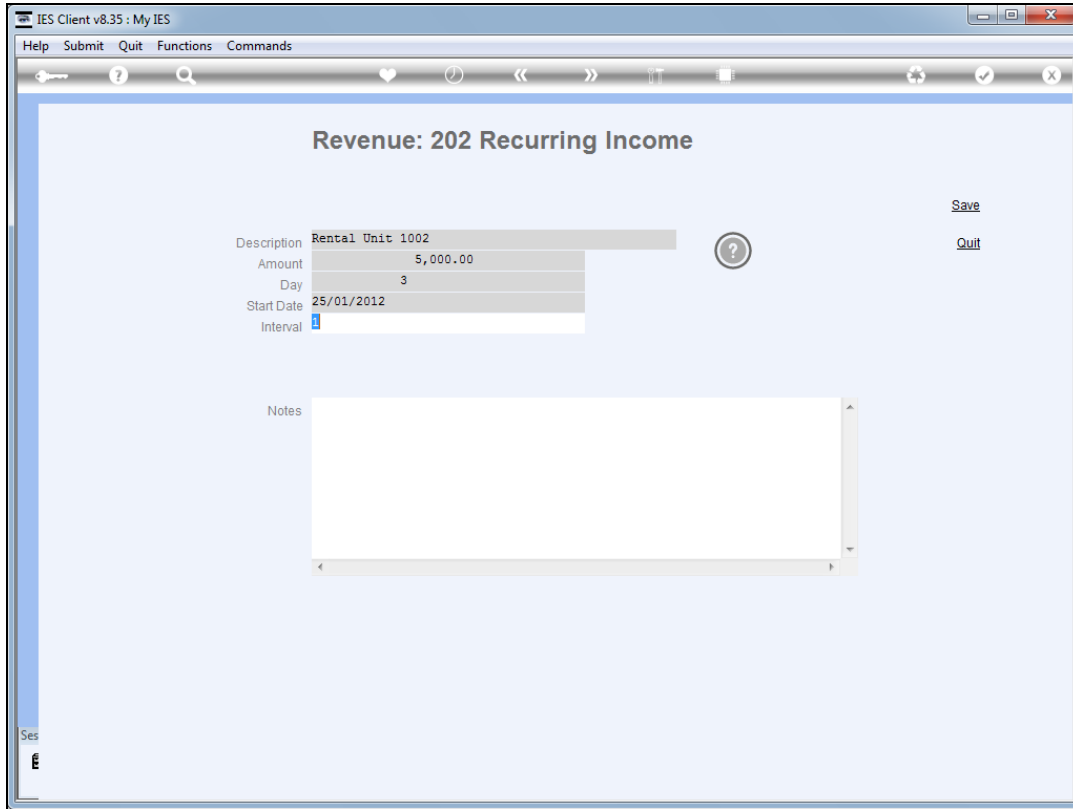 IES Client v8.35 : My IES
Help Submit Quit Functions Commands
Revenue: 202 Recurring Income
Save
Description Rental Unit 1002
Quit
Amount 5,000.00
Day 3
Start Date 25/01/2012
Interval 1
Notes
Ses